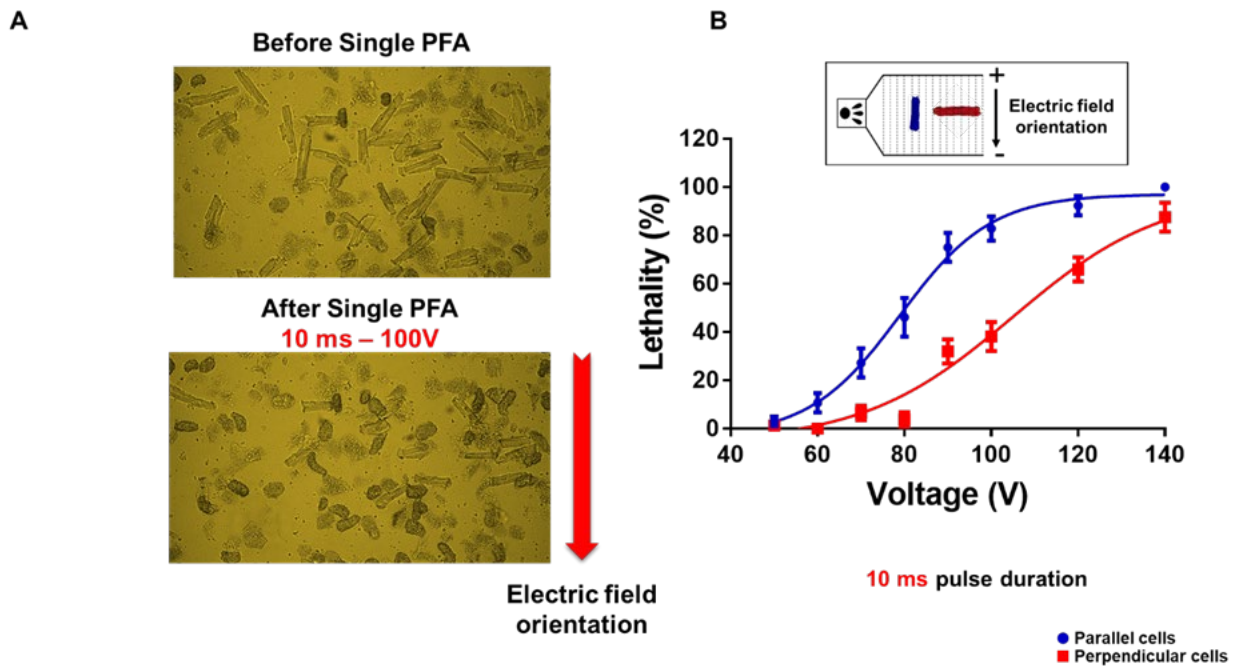 A
Before Single PFA
After Single PFA
10 ms – 100V
Electric field
orientation
B
+
Electric field
orientation
-
120
100
80
60
40
20
0
Lethality (%)
40
60
80
100
120
140
Voltage (V)
10 ms pulse duration
Parallel cells
Perpendicular cells